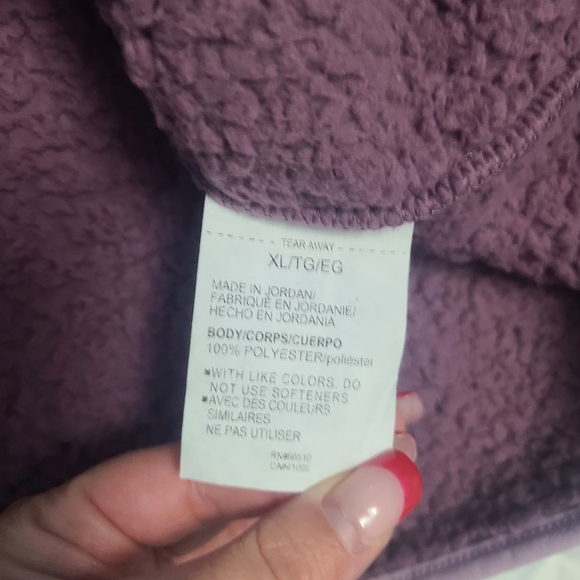 TEAR AWAY
XL/TG/EG
MADE IN JORDAN/
FABRIQUÉ EN JORDANIE/
HECHO EN JORDANIA
BODY/CORPS/CUERPO
100% POLYESTER/poliéster
▪WITH LIKE COLORS. DO
NOT USE SOFTENERS
▪AVEC DES COULEURS
SIMILAIRES
NE PAS UTILISER